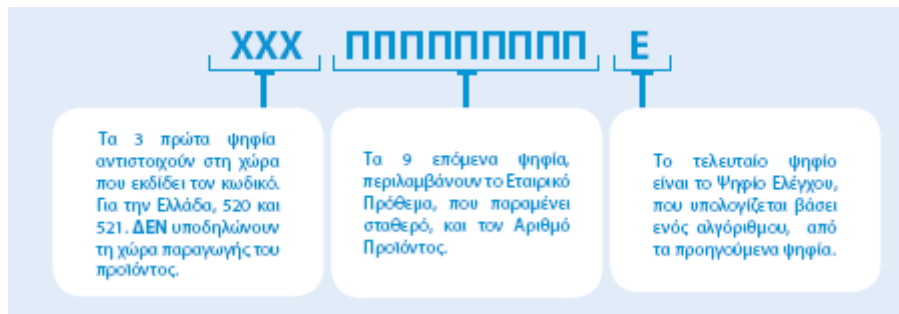 ΧΧΧ ΠΠΠΠΠΠΠΠΠ Ε
Τα 3 πρώτα ψηφία
αντιστοιχούν στη χώρα
που εκδίδει τον κωδικό.
Για την Ελλάδα, 520 και
521. ΔΕΝ υποδηλώνουν
τη χώρα παραγωγής του
προϊόντος.
Τα 9 επόμενα ψηφία,
περιλαμβάνουν το Εταιρικό
Πρόθεμα, που παραμένει
σταθερό, και τον Αριθμό
Προϊόντος.
Το τελευταίο ψηφίο
είναι το Ψηφίο Ελέγχου,
που υπολογίζεται βάσει
ενός αλγόριθμου, από
τα προηγούμενα ψηφία.